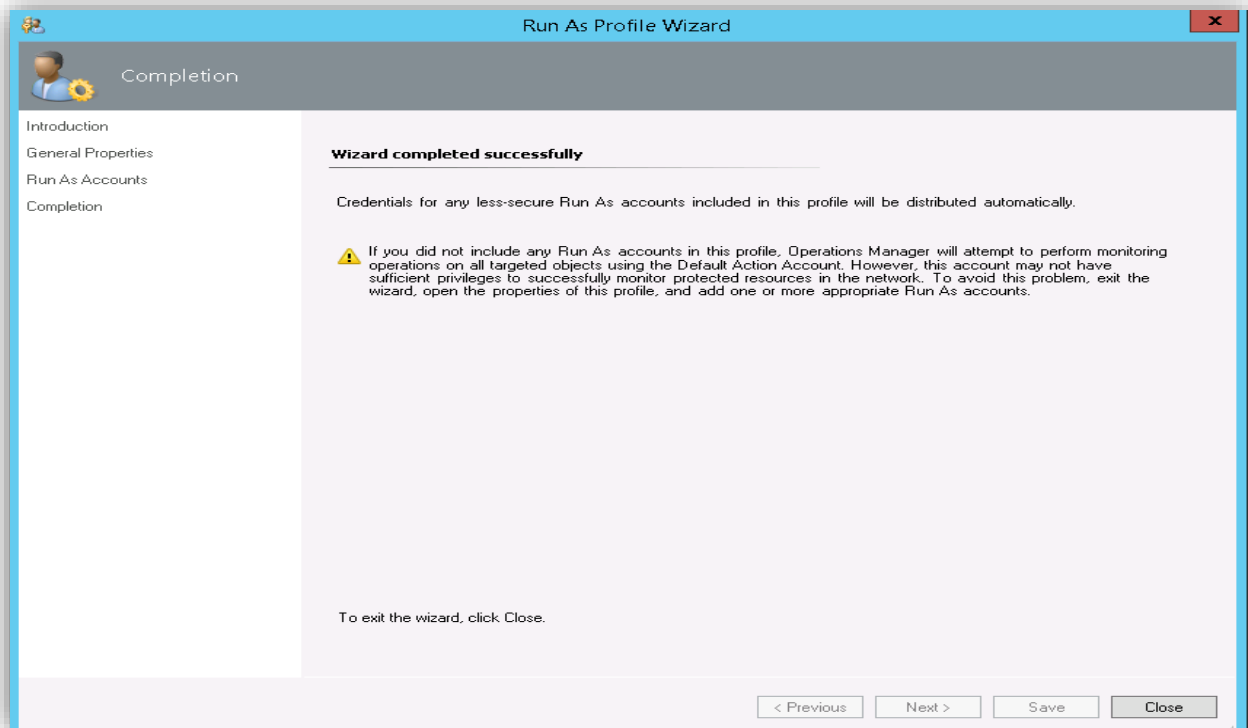 Run As Profile Wizard
x
Completion
Introduction
General Properties
Run As Accounts
Completion
Wizard completed successfully
Credentials for any less-secure Run As accounts included in this profile will be distributed automatically.
If you did not include any Run As accounts in this profile, Operations Manager will attempt to perform monitoring
operations on all targeted objects using the Default Action Account. However, this account may not have
sufficient privileges to successfully monitor protected resources in the network. To avoid this problem, exit the
wizard, open the properties of this profile, and add one or more appropriate Run As accounts.
To exit the wizard, click Close.
< Previous
Next >
Save
Close